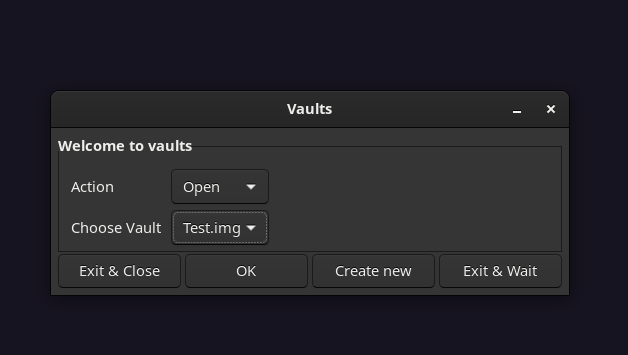 Vaults
Welcome to vaults
Action Open
Choose Vault Test.img
Exit & Close OK Create new Exit & Wait